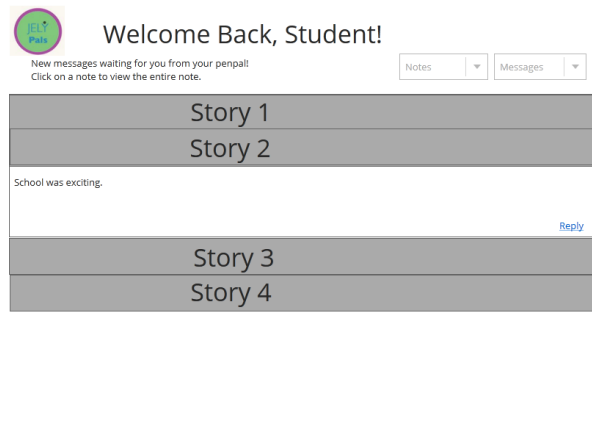 JELY
Pals
Welcome Back, Student!
New messages waiting for you from your penpal!
Click on a note to view the entire note.
Notes
Messages
Story 1
Story 2
School was exciting.
Reply
Story 3
Story 4